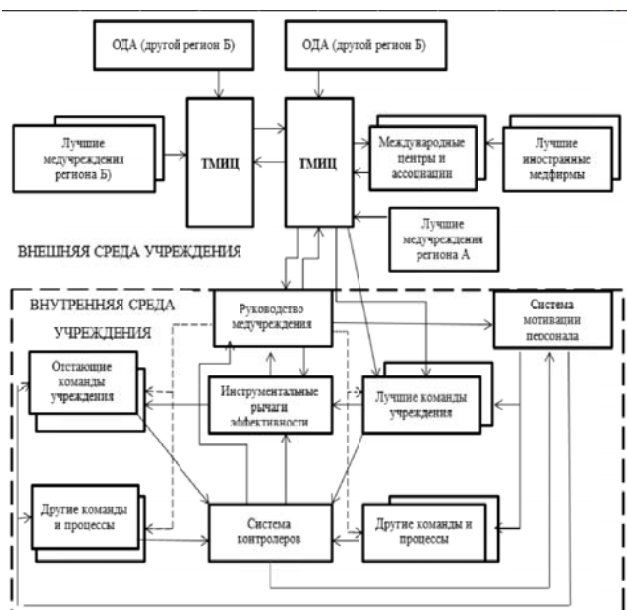 ОДА (другой регион Б)
ОДА (другой регион Б)
Лучшие
медучреждения
региона Б)
ТМИЦ
ТМИЦ
Международные
центры и
ассоциации
Лучшие
иностранные
медфирмы
Лучшие
медучреждения
региона А
ВНЕШНЯЯ СРЕДА УЧРЕЖДЕНИЯ
ВНУТРЕННЯЯ СРЕДА
УЧРЕЖДЕНИЯ
Руководство
медучреждения
Система
мотивации
персонала
Отстающие
команды
учреждения
Инструментальные
рычаги
эффективности
Лучшие команды
учреждения
Другие команды
и процессы
Система
контролеров
Другие команды и
процессы